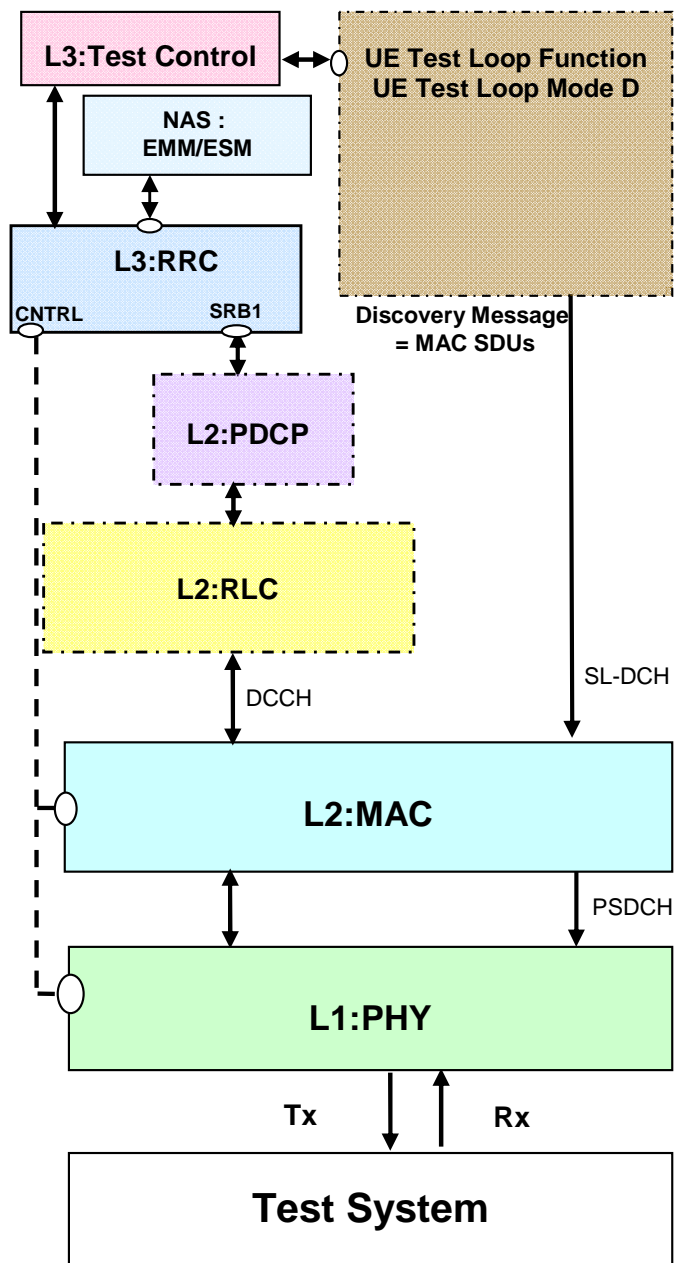 L3:Test Control
UE Test Loop Function
UE Test Loop Mode D
NAS :
EMM/ESM
L3:RRC
CNTRL
SRB1
Discovery Message
= MAC SDUs
L2:PDCP
L2:RLC
DCCH
SL-DCH
L2:MAC
PSDCH
L1:PHY
Tx
Rx
Test System